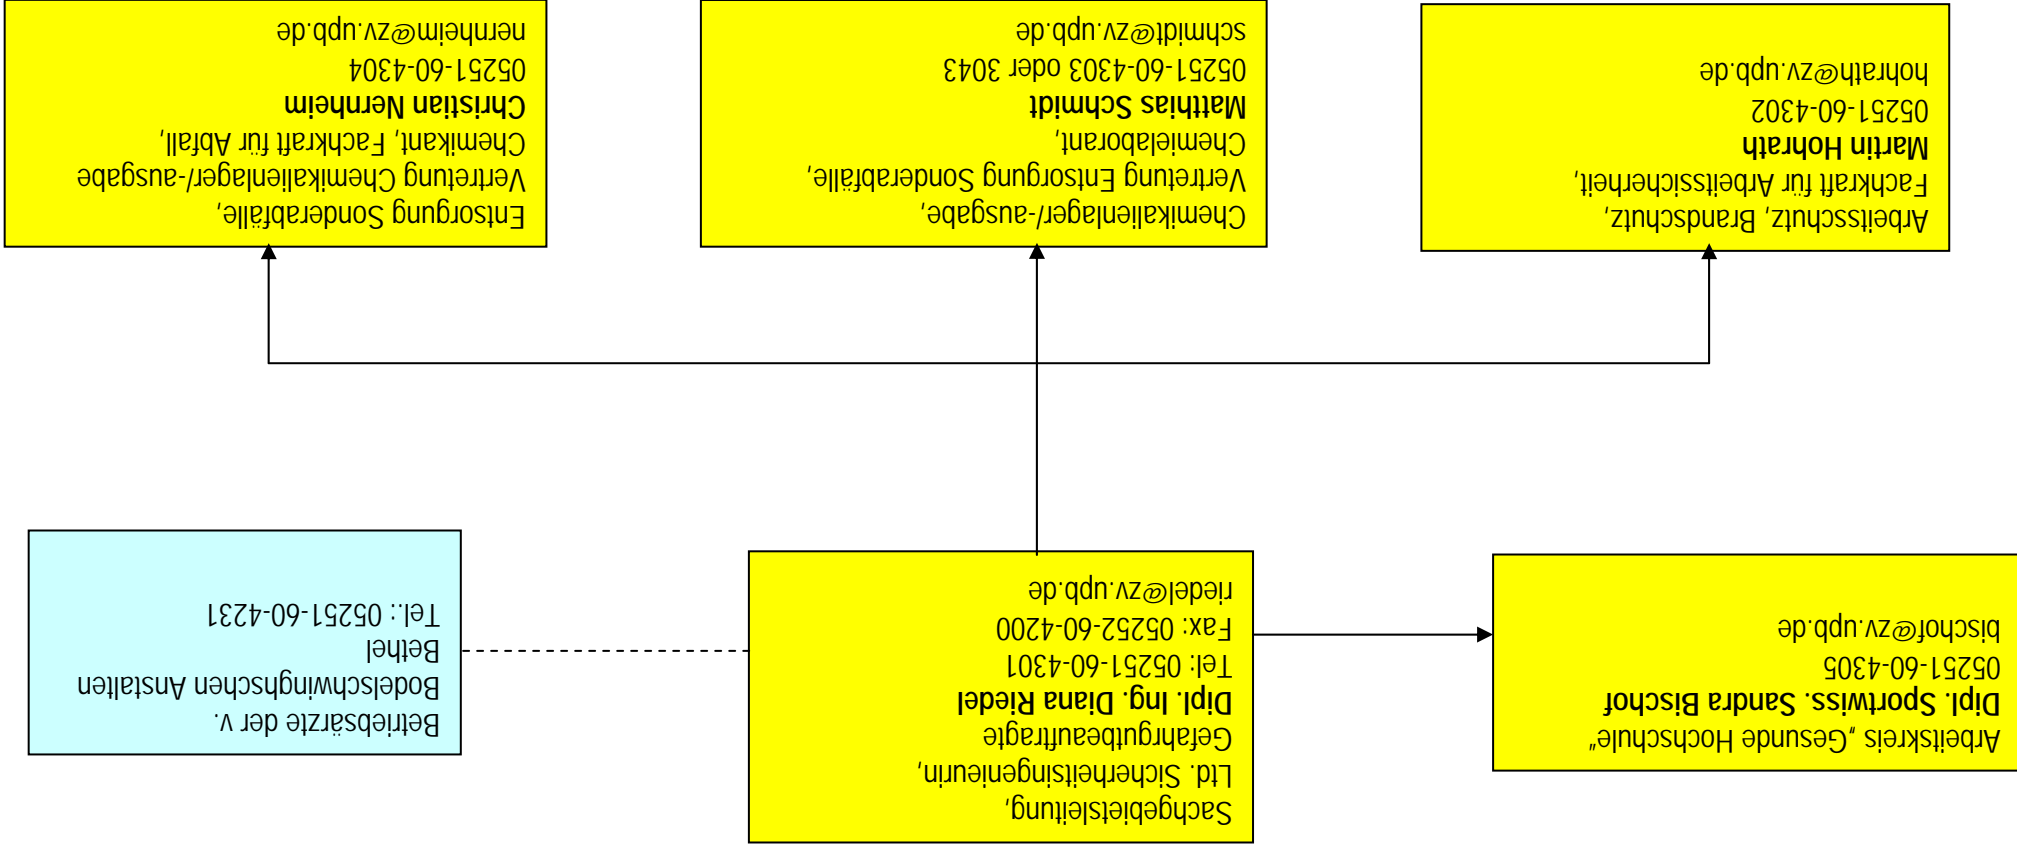 Sachgebietsleitung,
Ltd. Sicherheitsingenieurin,
Gefahrgutbeauftragte
Dipl. Ing. Diana Riedel
Tel: 05251-60-4301
Fax: 05252-60-4200
riedel@zv.upb.de
Arbeitskreis „Gesunde Hochschule“
Dipl. Sportwiss. Sandra Bischof
05251-60-4305
bischof@zv.upb.de
Betriebsärzte der v.
Bodelschwinghschen Anstalten
Bethel
Tel.: 05251-60-4231
Arbeitsschutz, Brandschutz,
Fachkraft für Arbeitssicherheit,
Martin Hohrath
05251-60-4302
hohrath@zv.upb.de
Chemikalienlager/-ausgabe,
Vertretung Entsorgung Sonderabfälle,
Chemielaborant,
Matthias Schmidt
05251-60-4303 oder 3043
schmidt@zv.upb.de
Entsorgung Sonderabfälle,
Vertretung Chemikalienlager/-ausgabe
Chemikant, Fachkraft für Abfall,
Christian Nernheim
05251-60-4304
nernheim@zv.upb.de